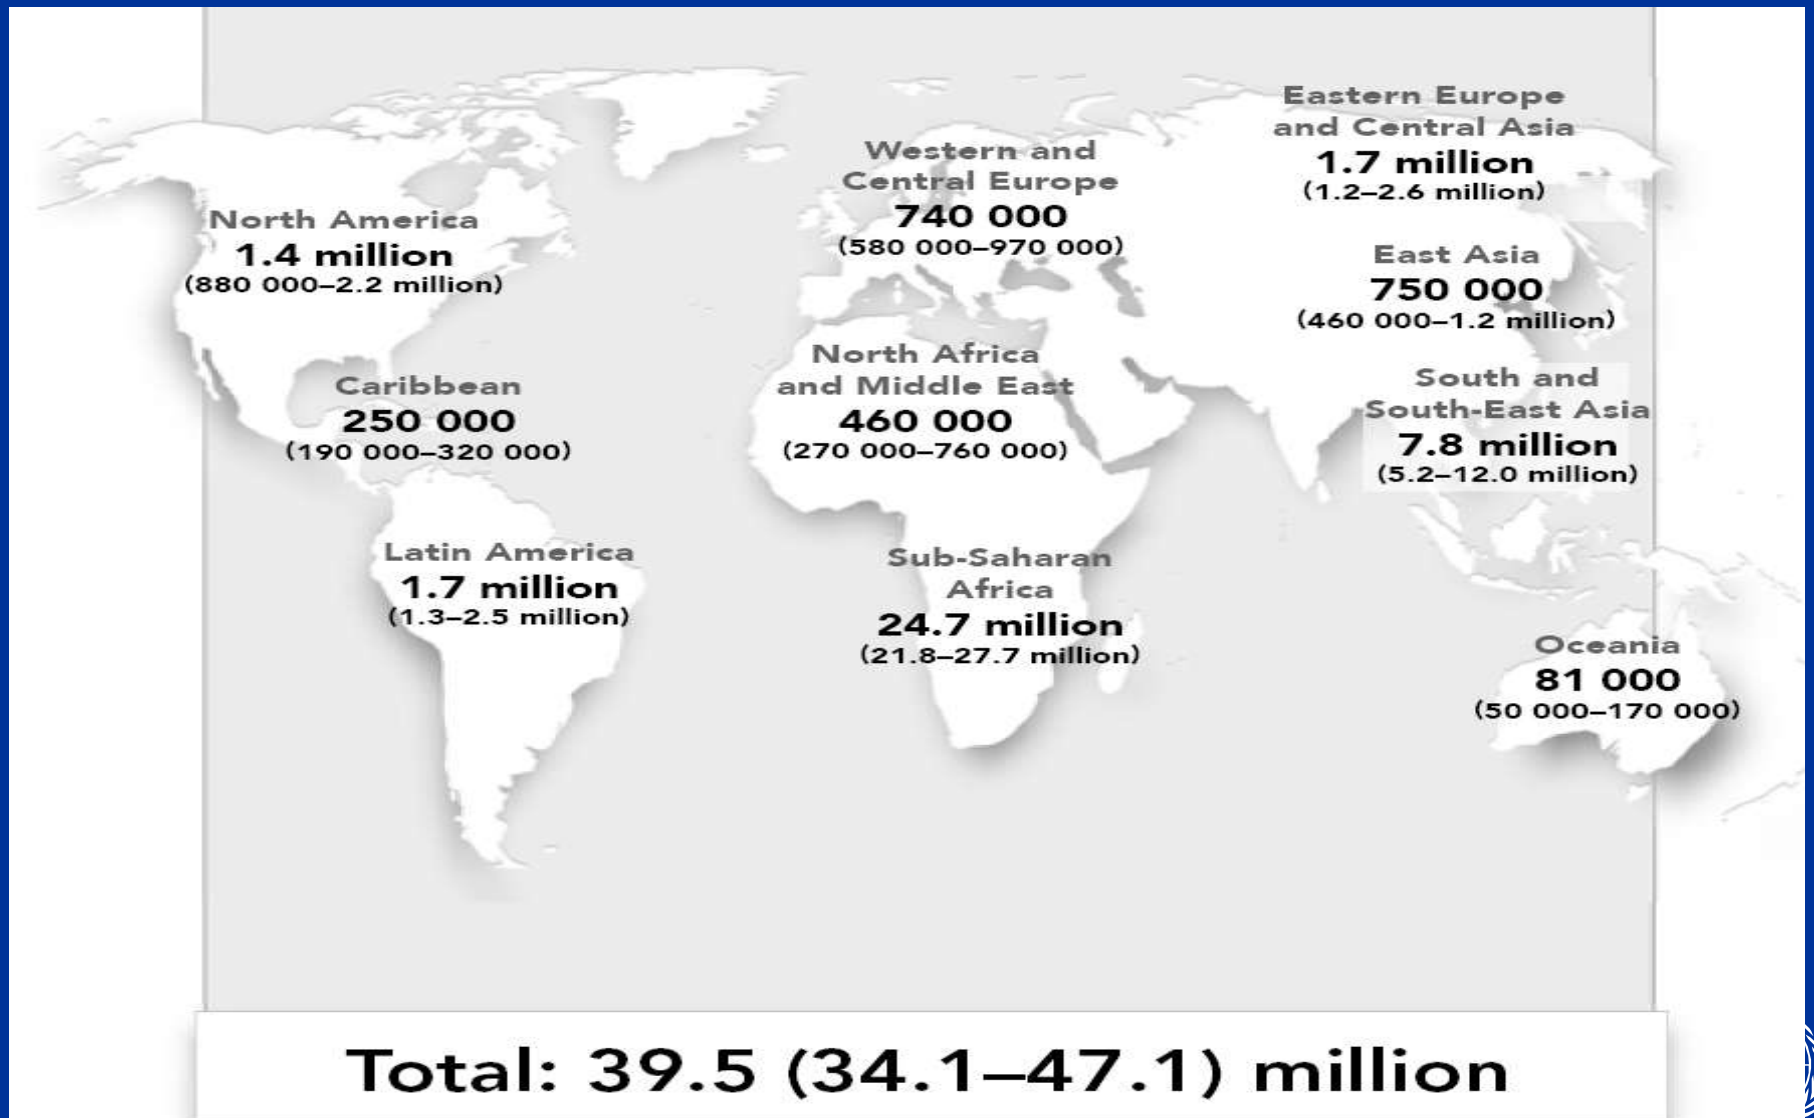 Eastern Europe
and Central Asia
1.7 million
(1.2–2.6 million)
Western and
Central Europe
740 000
(580 000–970 000)
North America
1.4 million
(880 000–2.2 million)
East Asia
750 000
(460 000–1.2 million)
North Africa
and Middle East
460 000
(270 000–760 000)
Caribbean
250 000
(190 000–320 000)
South and
South-East Asia
7.8 million
(5.2–12.0 million)
Latin America
1.7 million
(1.3–2.5 million)
Sub-Saharan
Africa
24.7 million
(21.8–27.7 million)
Oceania
81 000
(50 000–170 000)
Total: 39.5 (34.1–47.1) million